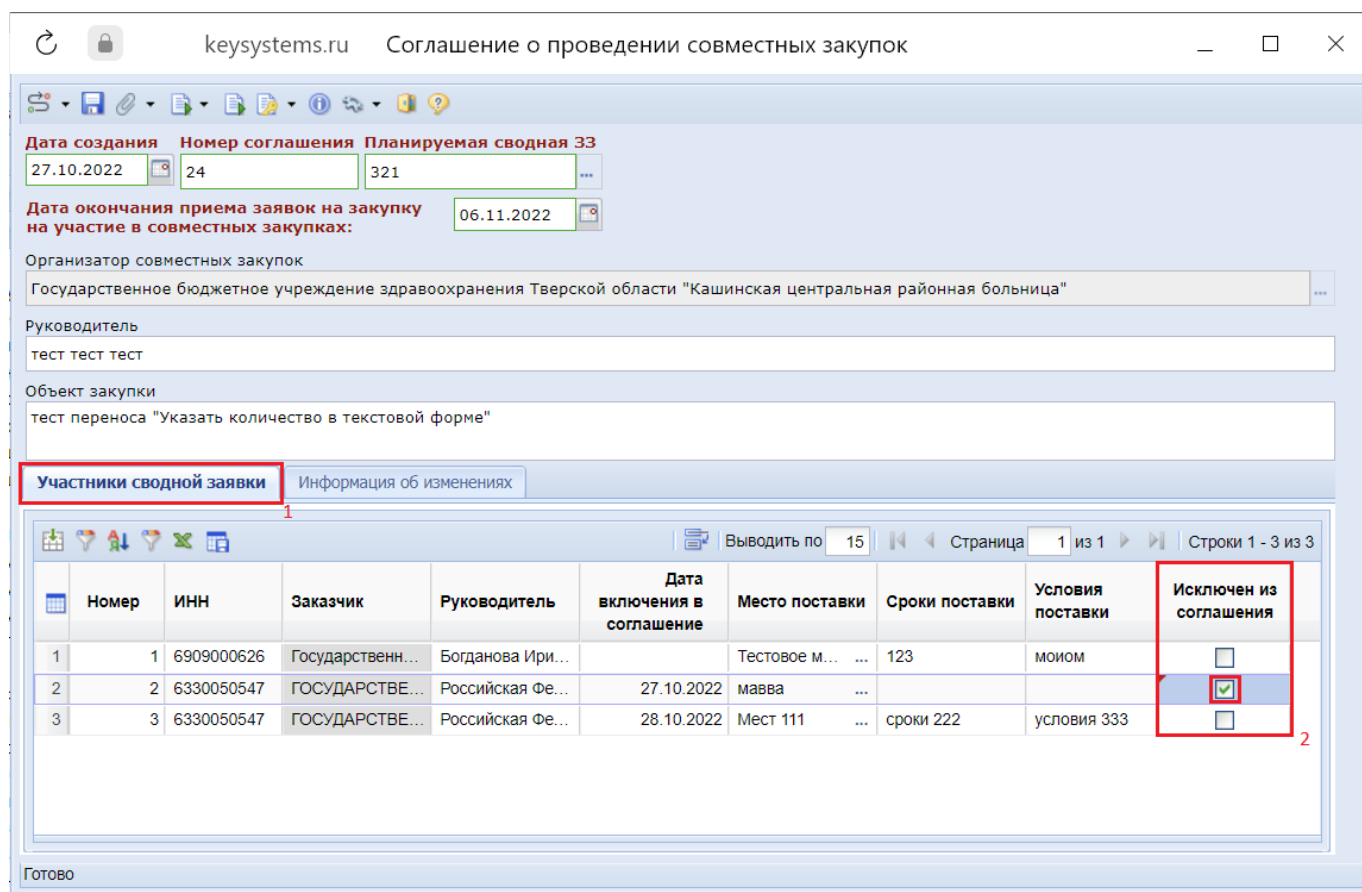 keysystems.ru Соглашение о проведении совместных закупок
Дата создания Номер соглашения Планируемая сводная ЗЗ
27.10.2022 24 321 ...
Дата окончания приема заявок на закупку
на участие в совместных закупках: 06.11.2022
Организатор совместных закупок
Государственное бюджетное учреждение здравоохранения Тверской области "Кашинская центральная районная больница" ...
Руководитель
тест тест тест
Объект закупки
тест переноса "Указать количество в текстовой форме"
Участники сводной заявки Информация об изменениях
1
Выводить по 15 Страница 1 из 1 Строки 1 - 3 из 3
Номер ИНН Заказчик Руководитель Дата включения в соглашение Место поставки Сроки поставки Условия поставки Исключен из соглашения
1 1 6909000626 Государственн... Богданова Ири... Тестовое м... ... 123 моиом
2 2 6330050547 ГОСУДАРСТВЕ... Российская Фе... 27.10.2022 мавва ...
3 3 6330050547 ГОСУДАРСТВЕ... Российская Фе... 28.10.2022 Мест 111 ... сроки 222 условия 333
2
Готово